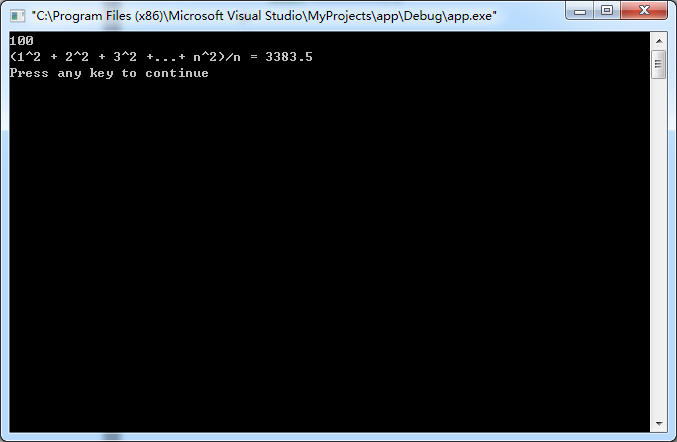 "C:\Program Files (x86)\Microsoft Visual Studio\MyProjects\app\Debug\app.exe"
100
(1^2 + 2^2 + 3^2 +...+ n^2)/n = 3383.5
Press any key to continue